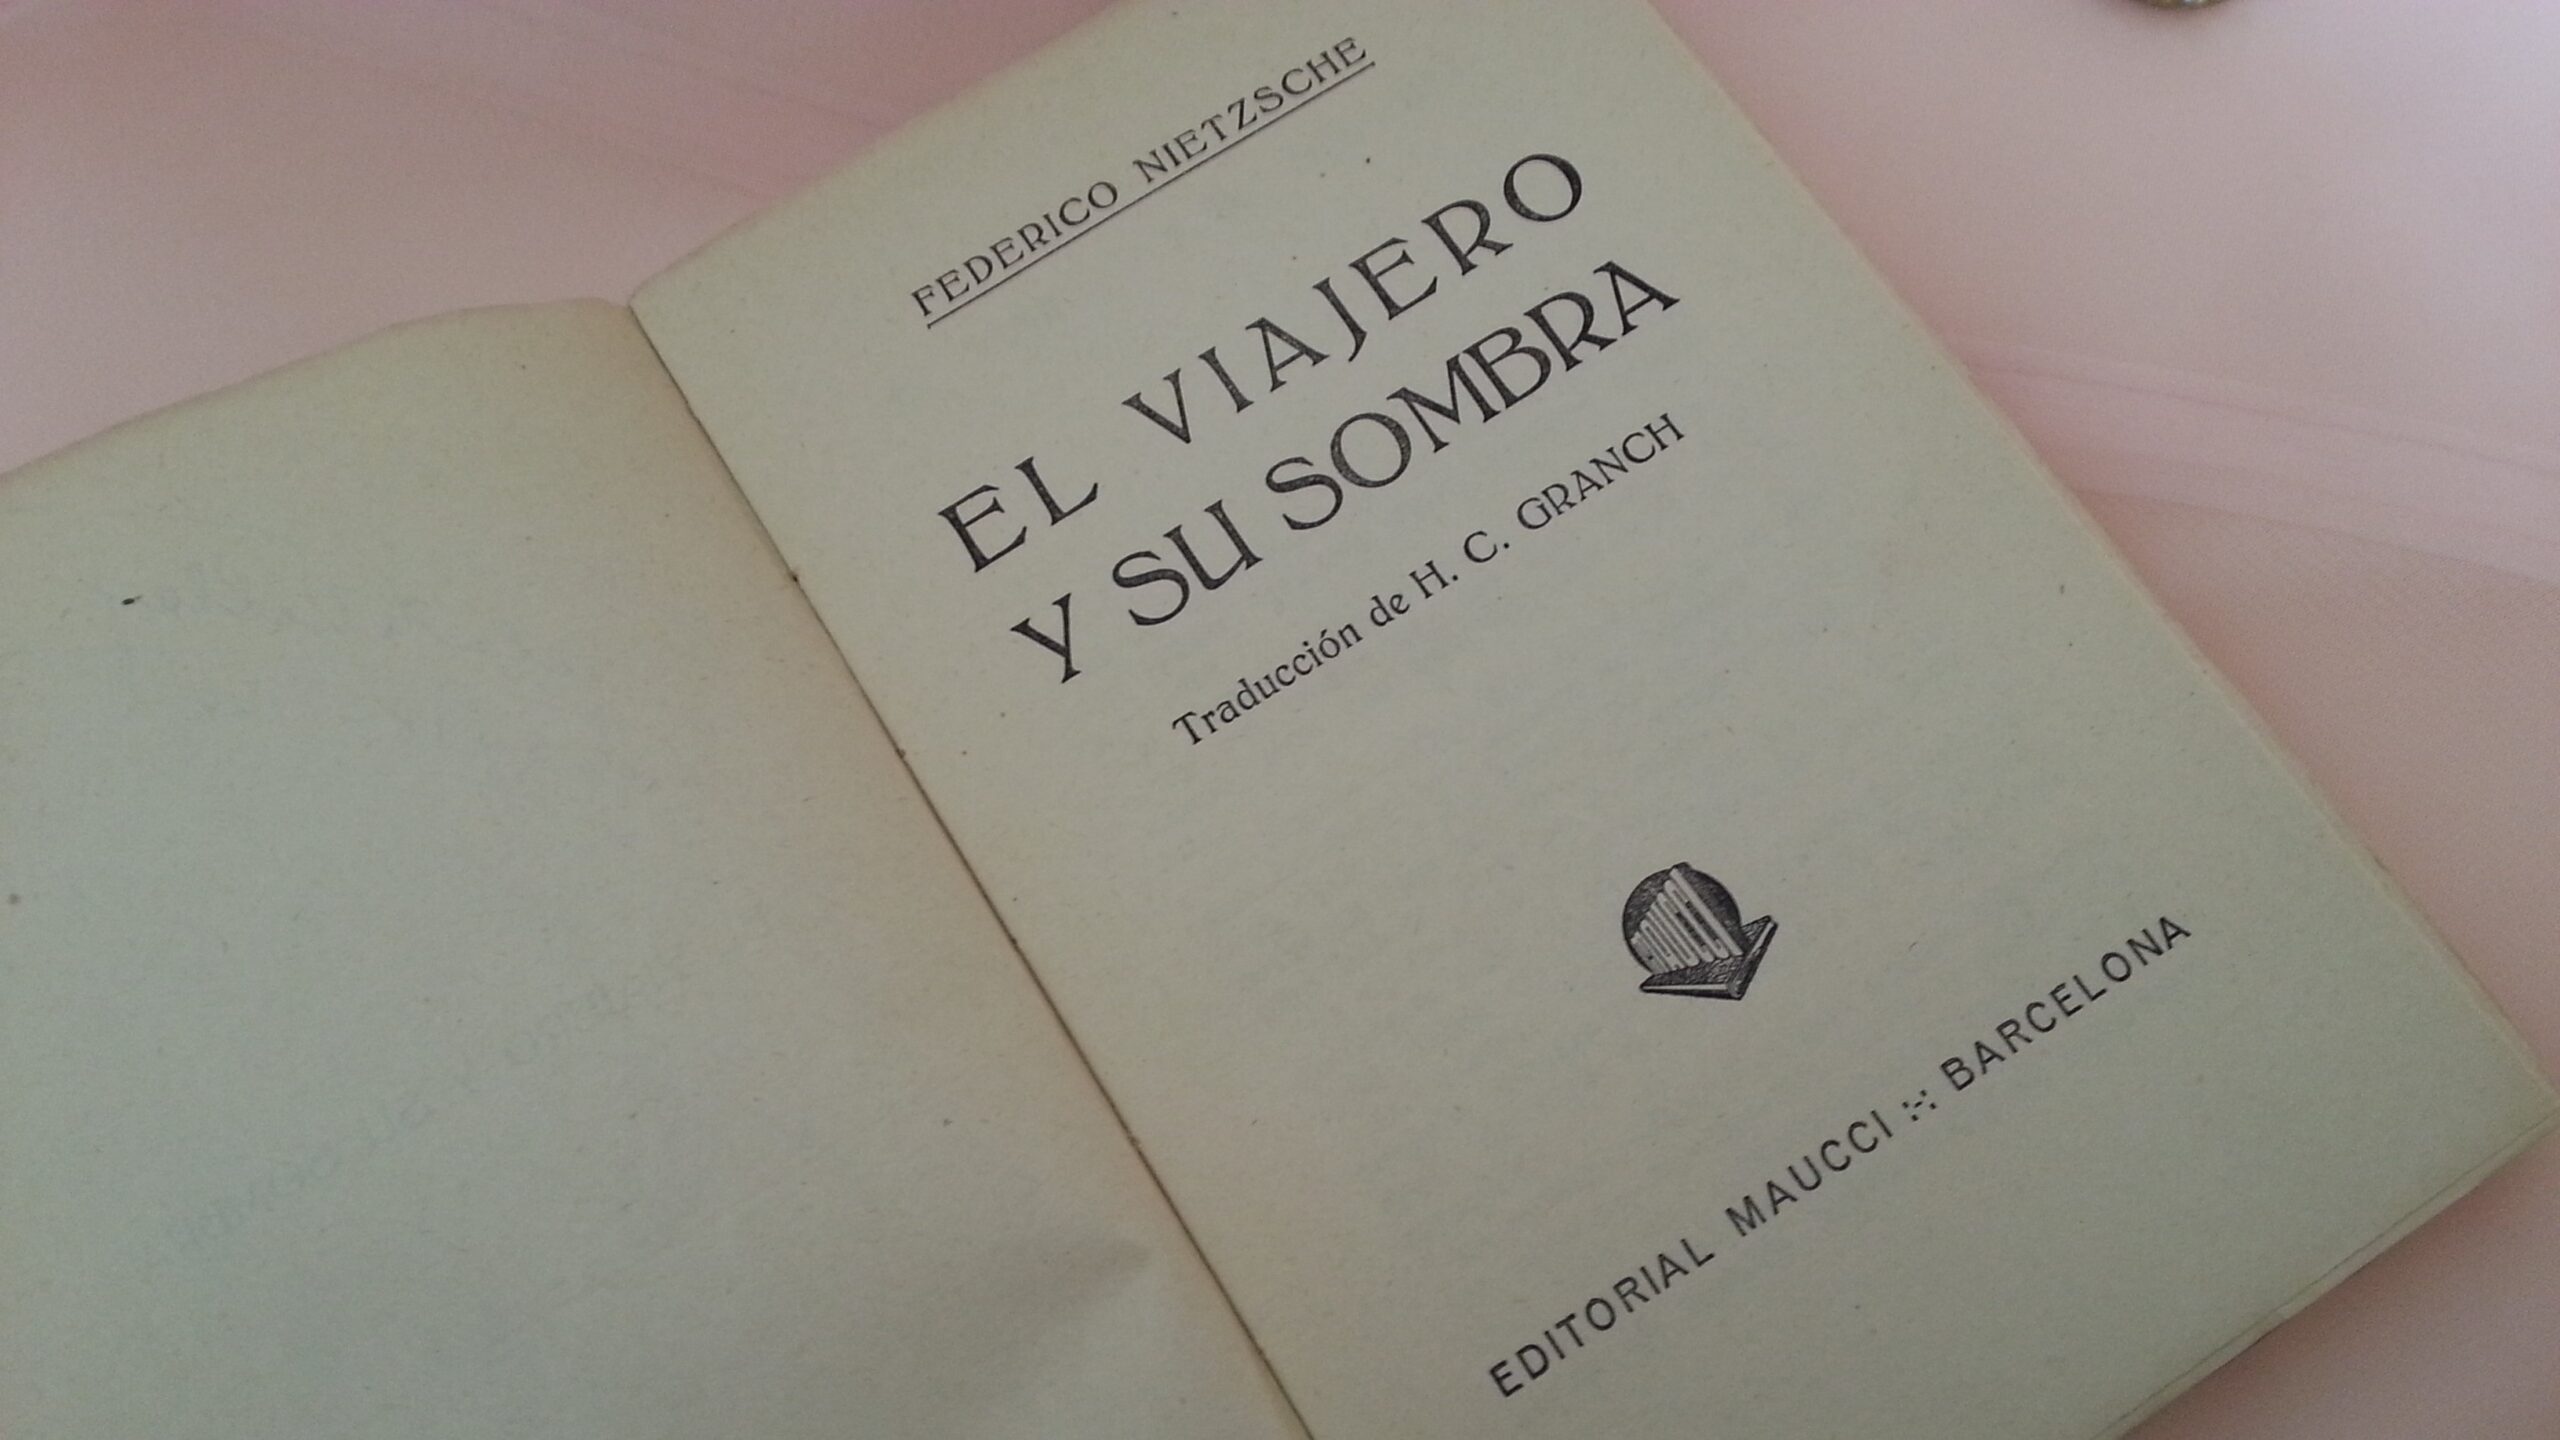 FEDERICO NIETZSCHE
EL VIAJERO
Y SU SOMBRA
Traducción de H. C. GRANCH
EDITORIAL MAUCCI :-: BARCELONA